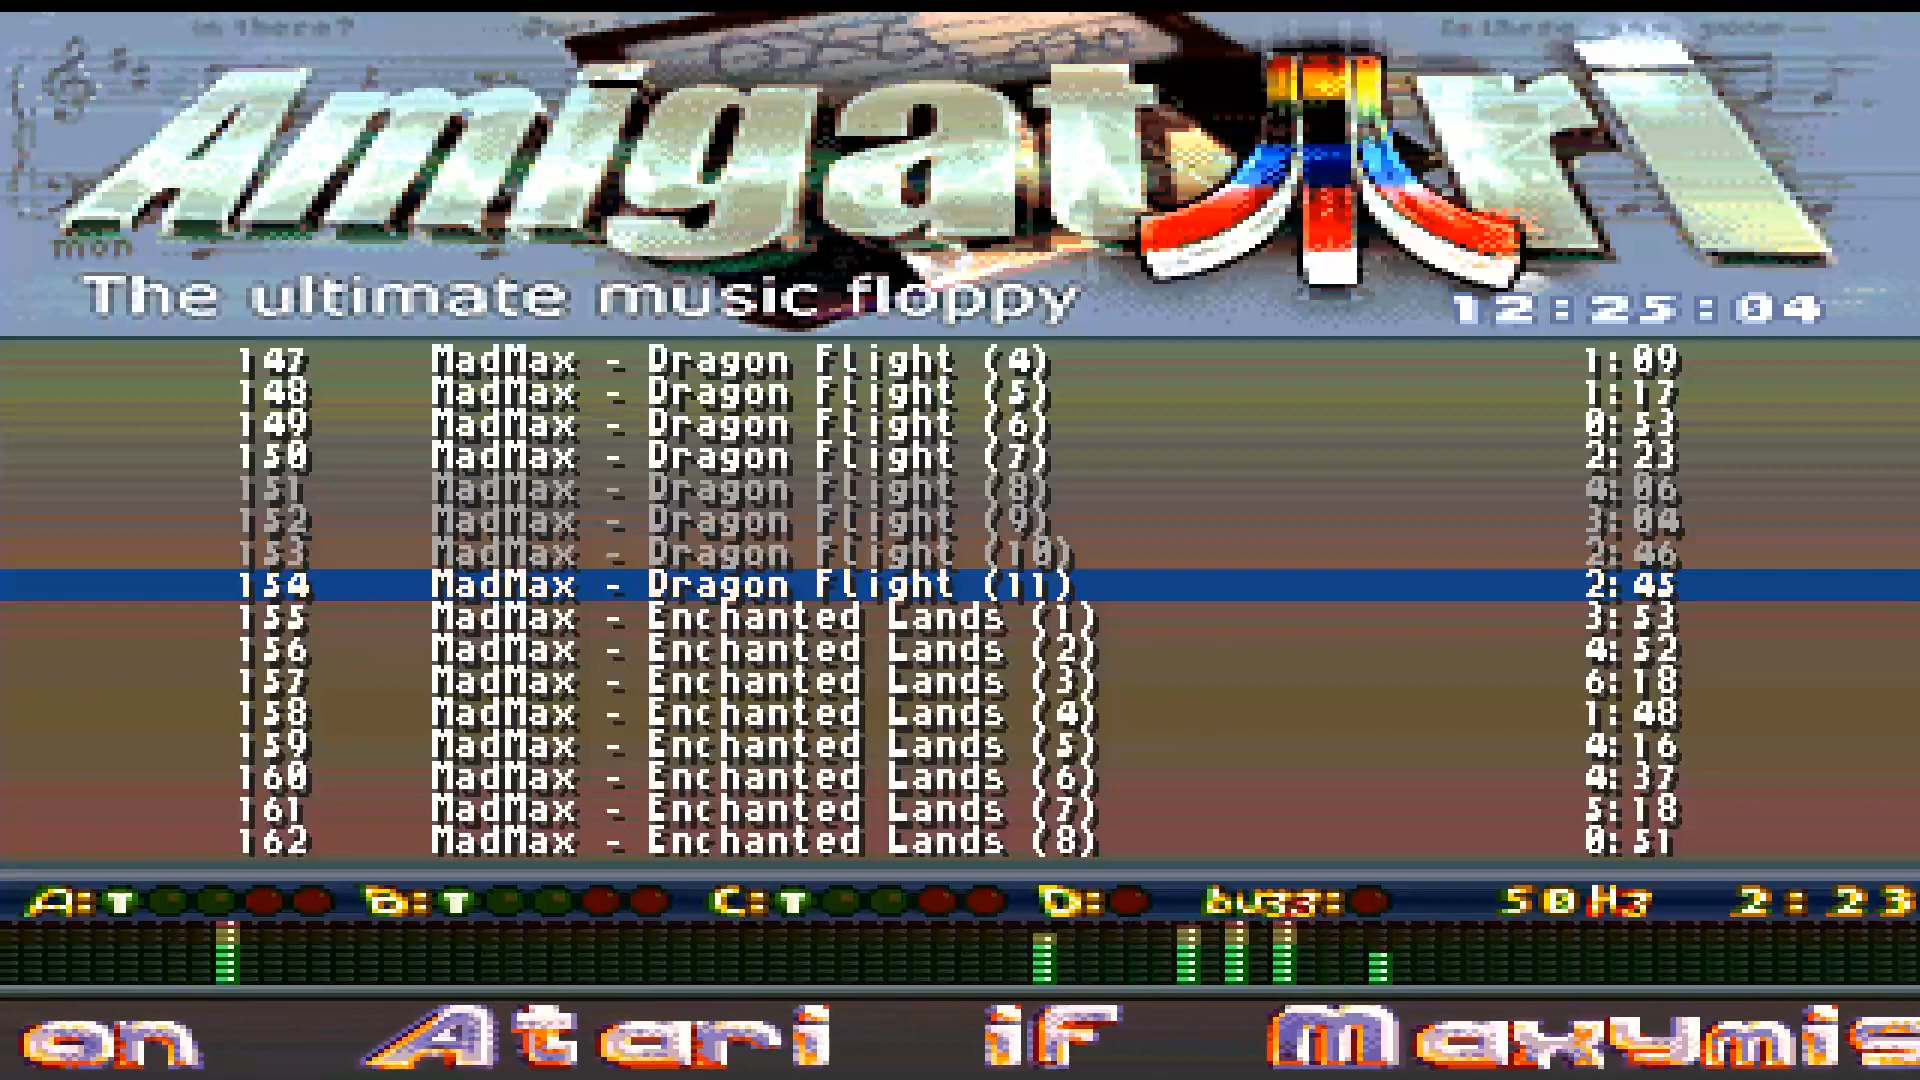 in there?
Amigatari
mon
The ultimate music floppy
12:25:04
147 MadMax - Dragon Flight (4) 1:09
148 MadMax - Dragon Flight (5) 1:17
149 MadMax - Dragon Flight (6) 0:53
150 MadMax - Dragon Flight (7) 2:23
151 MadMax - Dragon Flight (8) 4:06
152 MadMax - Dragon Flight (9) 3:04
153 MadMax - Dragon Flight (10) 2:46
154 MadMax - Dragon Flight (11) 2:45
155 MadMax - Enchanted Lands (1) 3:53
156 MadMax - Enchanted Lands (2) 4:52
157 MadMax - Enchanted Lands (3) 6:18
158 MadMax - Enchanted Lands (4) 1:48
159 MadMax - Enchanted Lands (5) 4:16
160 MadMax - Enchanted Lands (6) 4:37
161 MadMax - Enchanted Lands (7) 5:18
162 MadMax - Enchanted Lands (8) 0:51
A:T B:T C:T D: buzz: 50Hz 2:23
on Atari if Maxymis